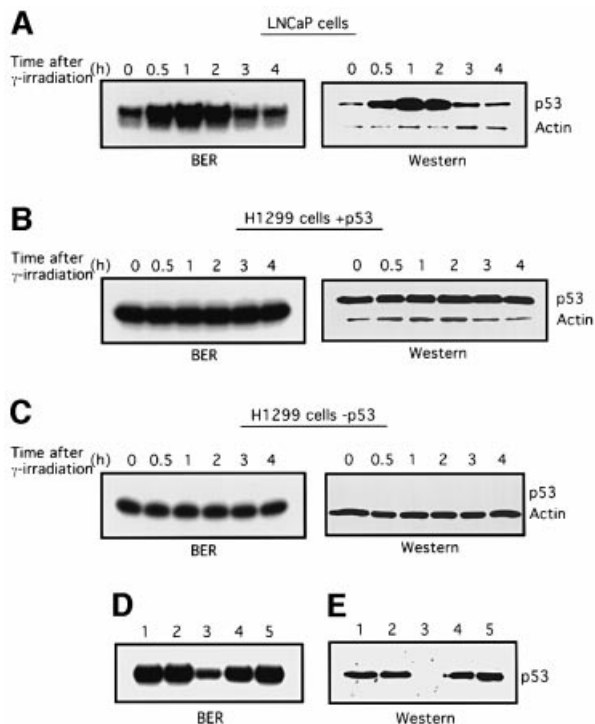 A
LNCaP cells
Time after γ-irradiation (h) 0 0.5 1 2 3 4
0 0.5 1 2 3 4
p53
Actin
BER
Western
B
H1299 cells +p53
Time after γ-irradiation (h) 0 0.5 1 2 3 4
0 0.5 1 2 3 4
p53
Actin
BER
Western
C
H1299 cells -p53
Time after γ-irradiation (h) 0 0.5 1 2 3 4
0 0.5 1 2 3 4
p53
Actin
BER
Western
D
1 2 3 4 5
BER
E
1 2 3 4 5
p53
Western